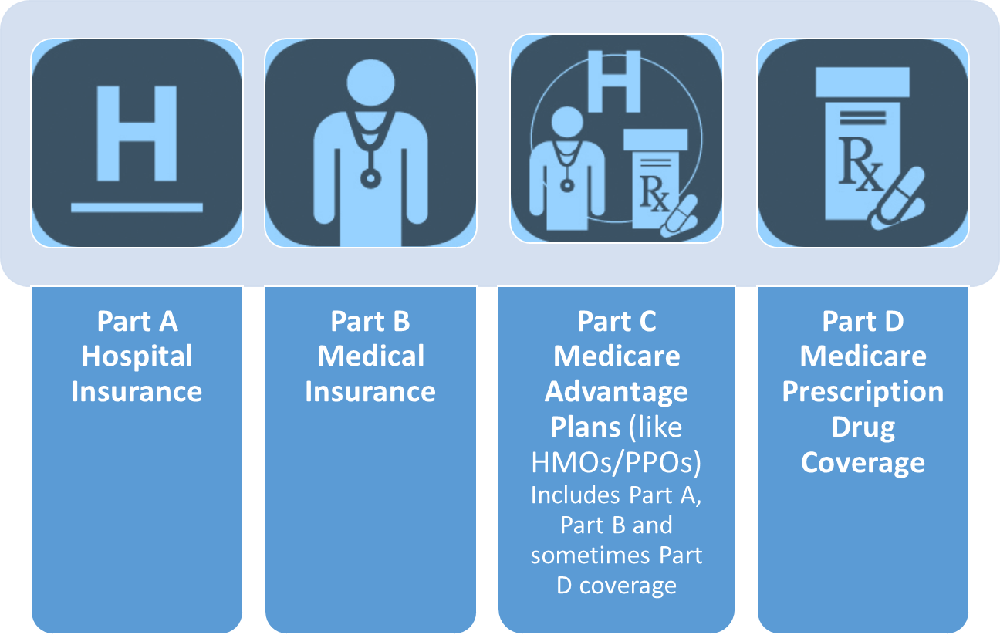 H
H
Rx
Rx
Part A
Hospital
Insurance
Part B
Medical
Insurance
Part C
Medicare
Advantage
Plans (like
HMOs/PPOs)
Includes Part A,
Part B and
sometimes Part
D coverage
Part D
Medicare
Prescription
Drug
Coverage